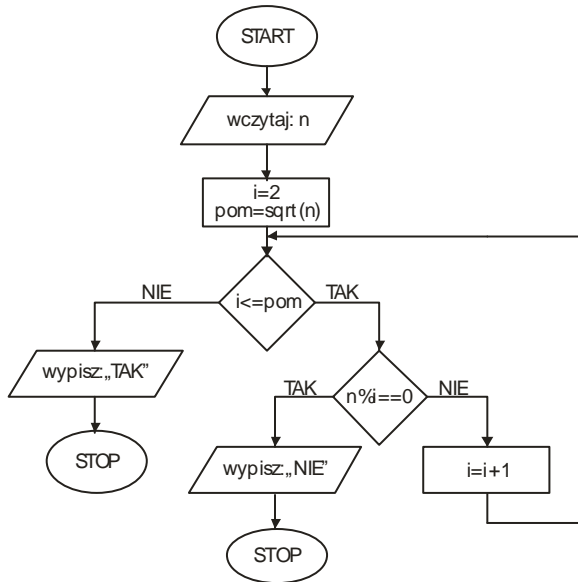 START
wczytaj: n
i=2
pom=sqrt(n)
NIE
i<=pom
TAK
wypisz:„TAK”
TAK
n%i==0
NIE
STOP
wypisz:„NIE”
i=i+1
STOP